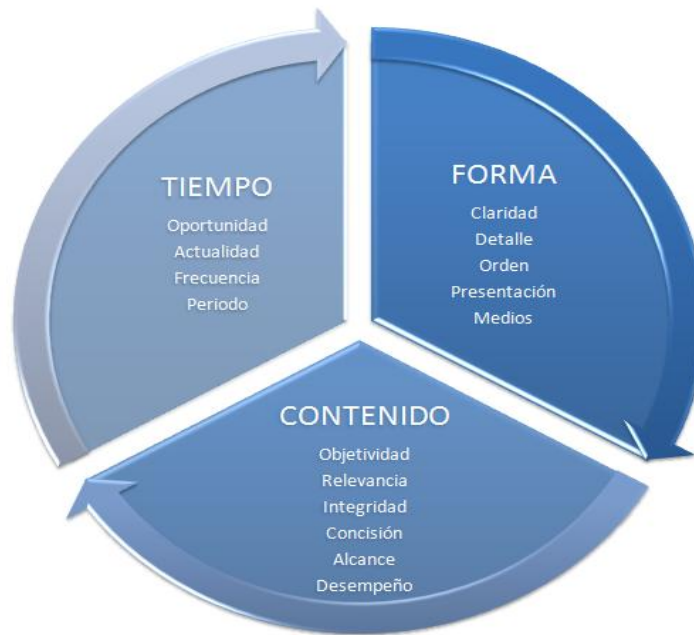 TIEMPO
Oportunidad
Actualidad
Frecuencia
Periodo
FORMA
Claridad
Detalle
Orden
Presentación
Medios
CONTENIDO
Objetividad
Relevancia
Integridad
Concisión
Alcance
Desempeño